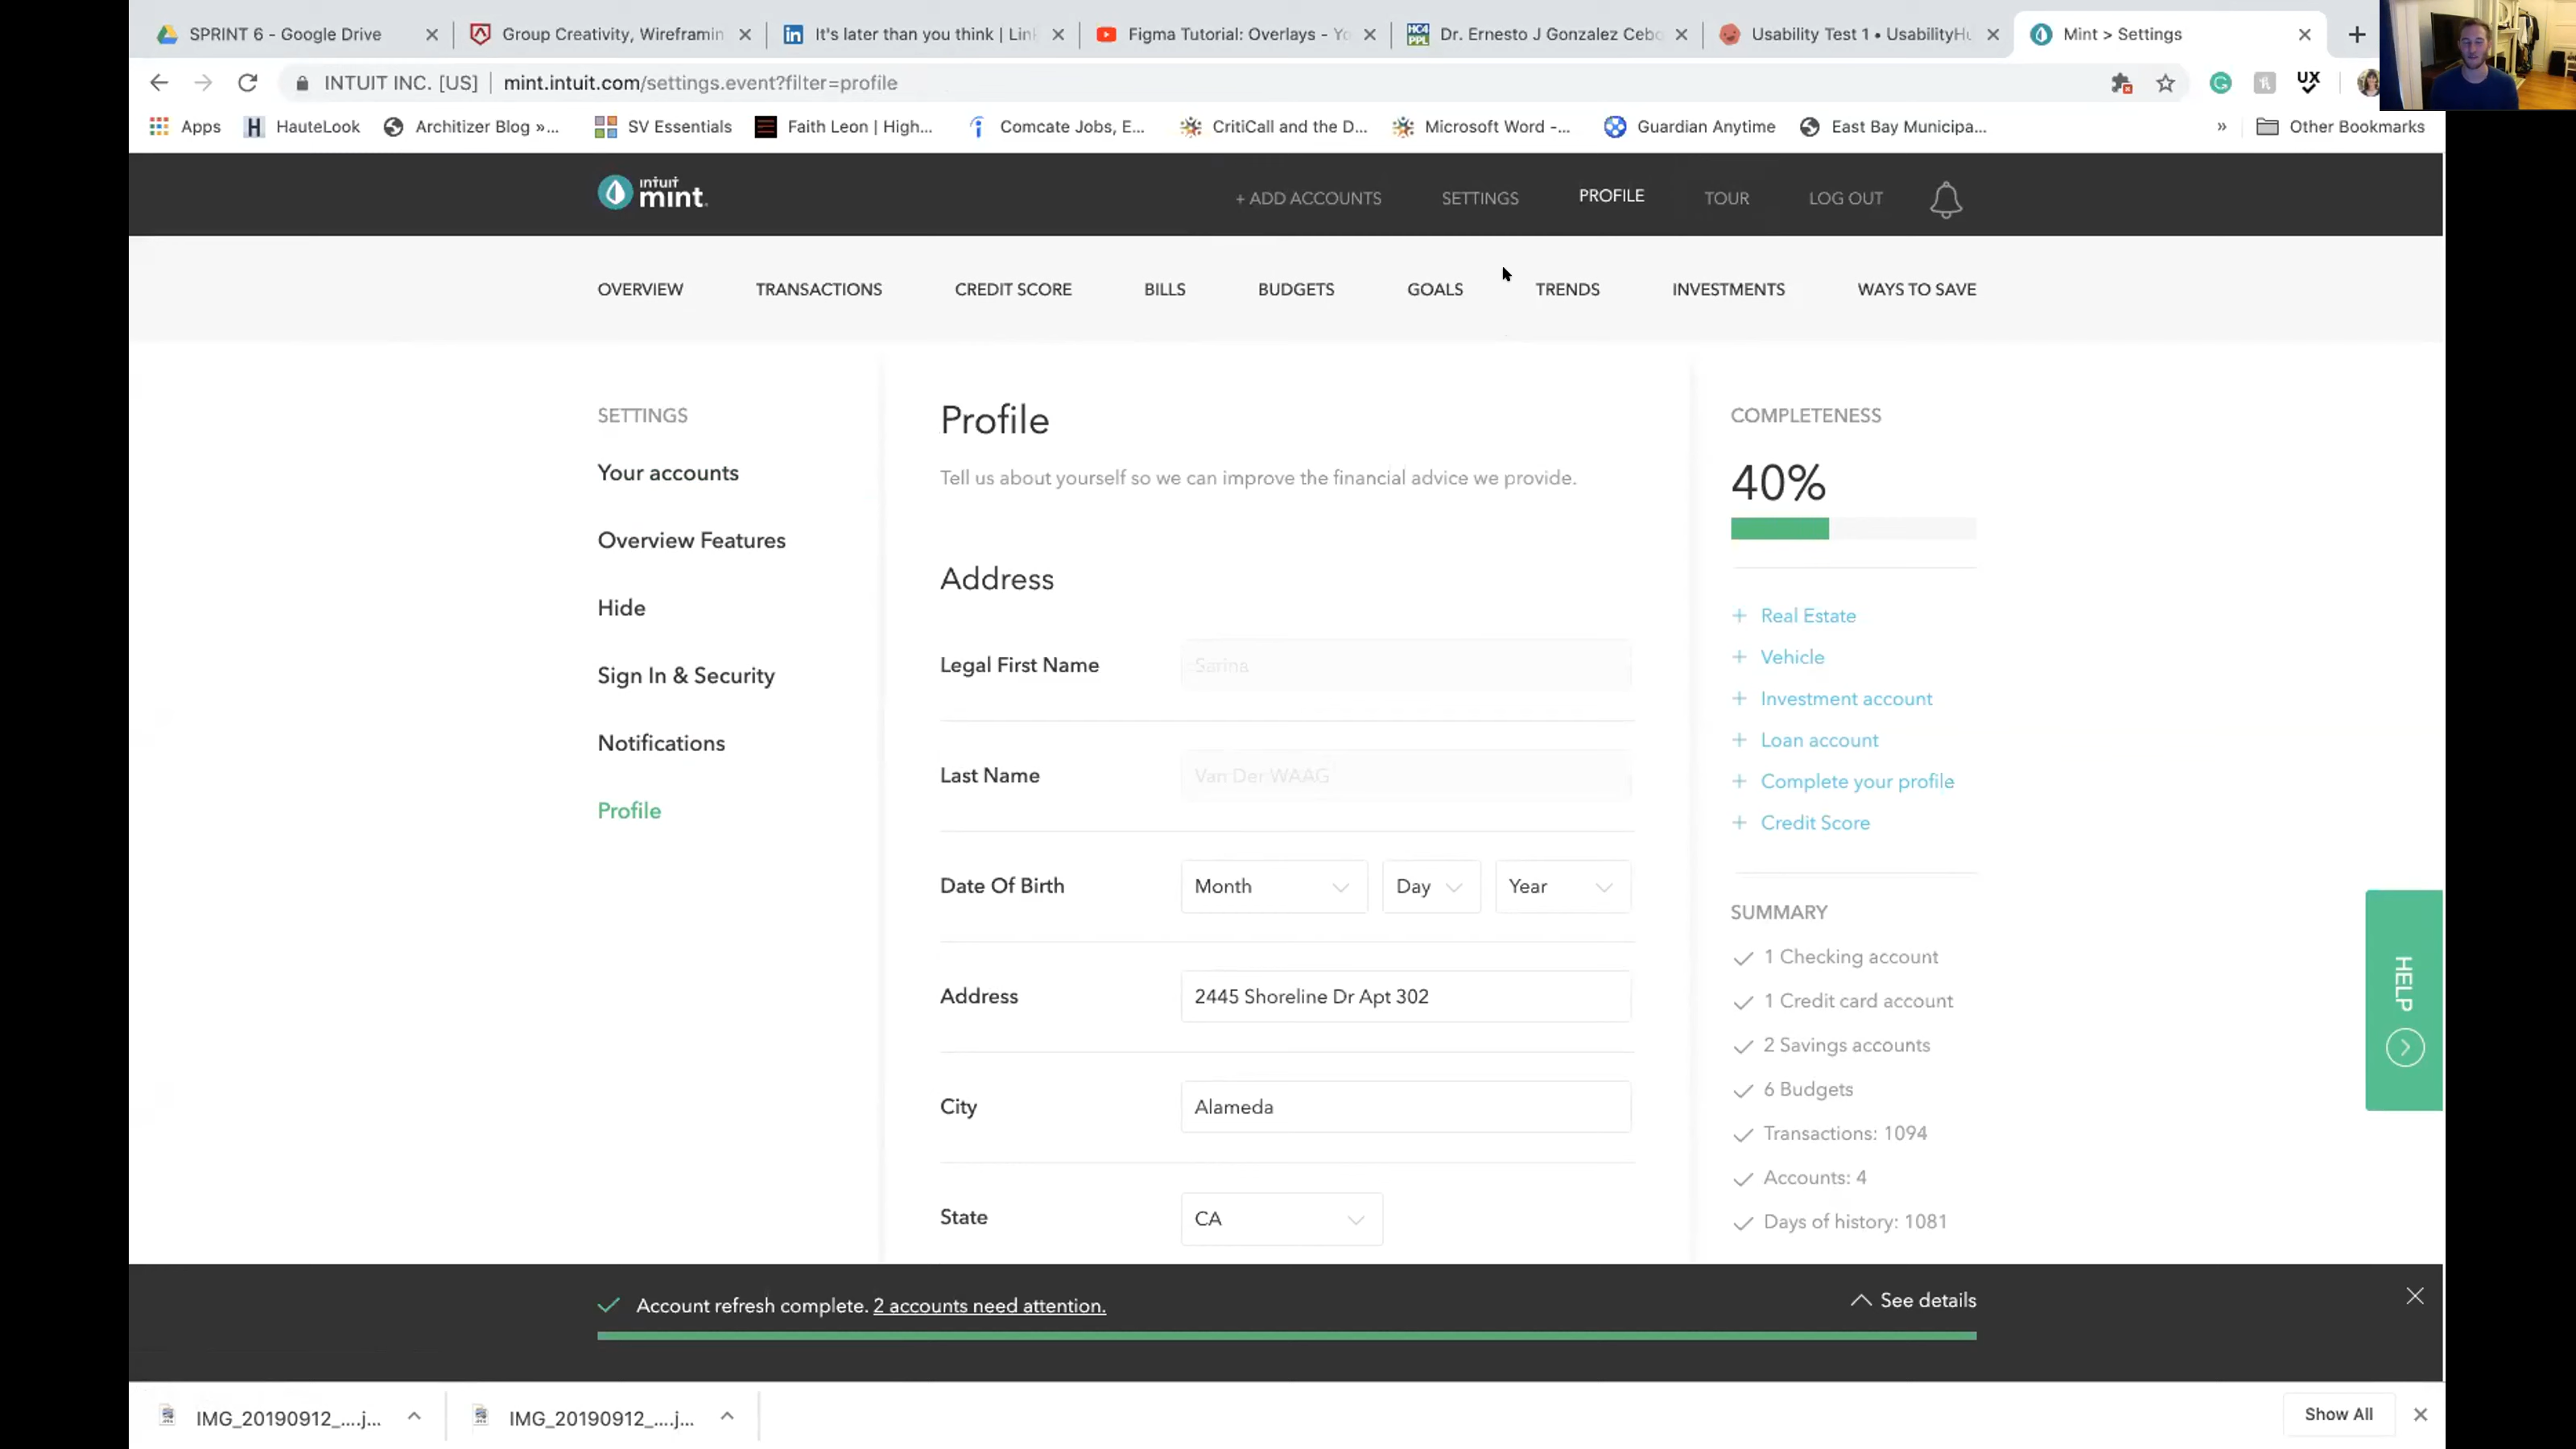 SPRINT 6 - Google Drive
Group Creativity, Wireframin
It's later than you think | Link
Figma Tutorial: Overlays - Yo
Dr. Ernesto J Gonzalez Cebo
Usability Test 1 • UsabilityHu
Mint > Settings
INTUIT INC. [US] | mint.intuit.com/settings.event?filter=profile
UX
Apps
HauteLook
Architizer Blog »...
SV Essentials
Faith Leon | High...
Comcate Jobs, E...
CritiCall and the D...
Microsoft Word -...
Guardian Anytime
East Bay Municipa...
»
Other Bookmarks
intuit
mint.
+ ADD ACCOUNTS
SETTINGS
PROFILE
TOUR
LOG OUT
OVERVIEW
TRANSACTIONS
CREDIT SCORE
BILLS
BUDGETS
GOALS
TRENDS
INVESTMENTS
WAYS TO SAVE
SETTINGS
Your accounts
Overview Features
Hide
Sign In & Security
Notifications
Profile
Profile
Tell us about yourself so we can improve the financial advice we provide.
Address
Legal First Name
Sarina
Last Name
Van Der WAAG
Date Of Birth
Month
Day
Year
Address
2445 Shoreline Dr Apt 302
City
Alameda
State
CA
COMPLETENESS
40%
+ Real Estate
+ Vehicle
+ Investment account
+ Loan account
+ Complete your profile
+ Credit Score
SUMMARY
1 Checking account
1 Credit card account
2 Savings accounts
6 Budgets
Transactions: 1094
Accounts: 4
Days of history: 1081
HELP
Account refresh complete. 2 accounts need attention.
See details
IMG_20190912_....j...
IMG_20190912_....j...
Show All